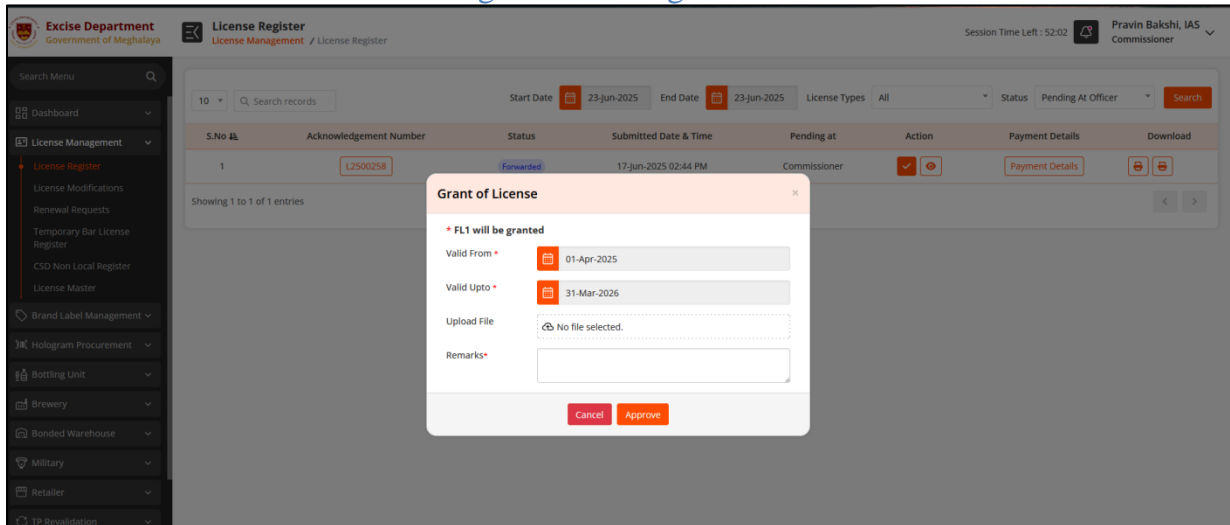 Excise Department
Government of Meghalaya
License Register
License Management / License Register
Session Time Left : 52:02
Pravin Bakshi, IAS
Commissioner
Search Menu
Dashboard
License Management
License Register
License Modifications
Renewal Requests
Temporary Bar License
Register
CSD Non Local Register
License Master
Brand Label Management
Hologram Procurement
Bottling Unit
Brewery
Bonded Warehouse
Military
Retailer
TP Revalidation
10 Search records Start Date 23-Jun-2025 End Date 23-Jun-2025 License Types All Status Pending At Officer Search
S.No Acknowledgement Number Status Submitted Date & Time Pending at Action Payment Details Download
1 L2500258 Forwarded 17-Jun-2025 02:44 PM Commissioner Payment Details
Showing 1 to 1 of 1 entries < >
Grant of License ×
* FL1 will be granted
Valid From * 01-Apr-2025
Valid Upto * 31-Mar-2026
Upload File No file selected.
Remarks*
Cancel Approve